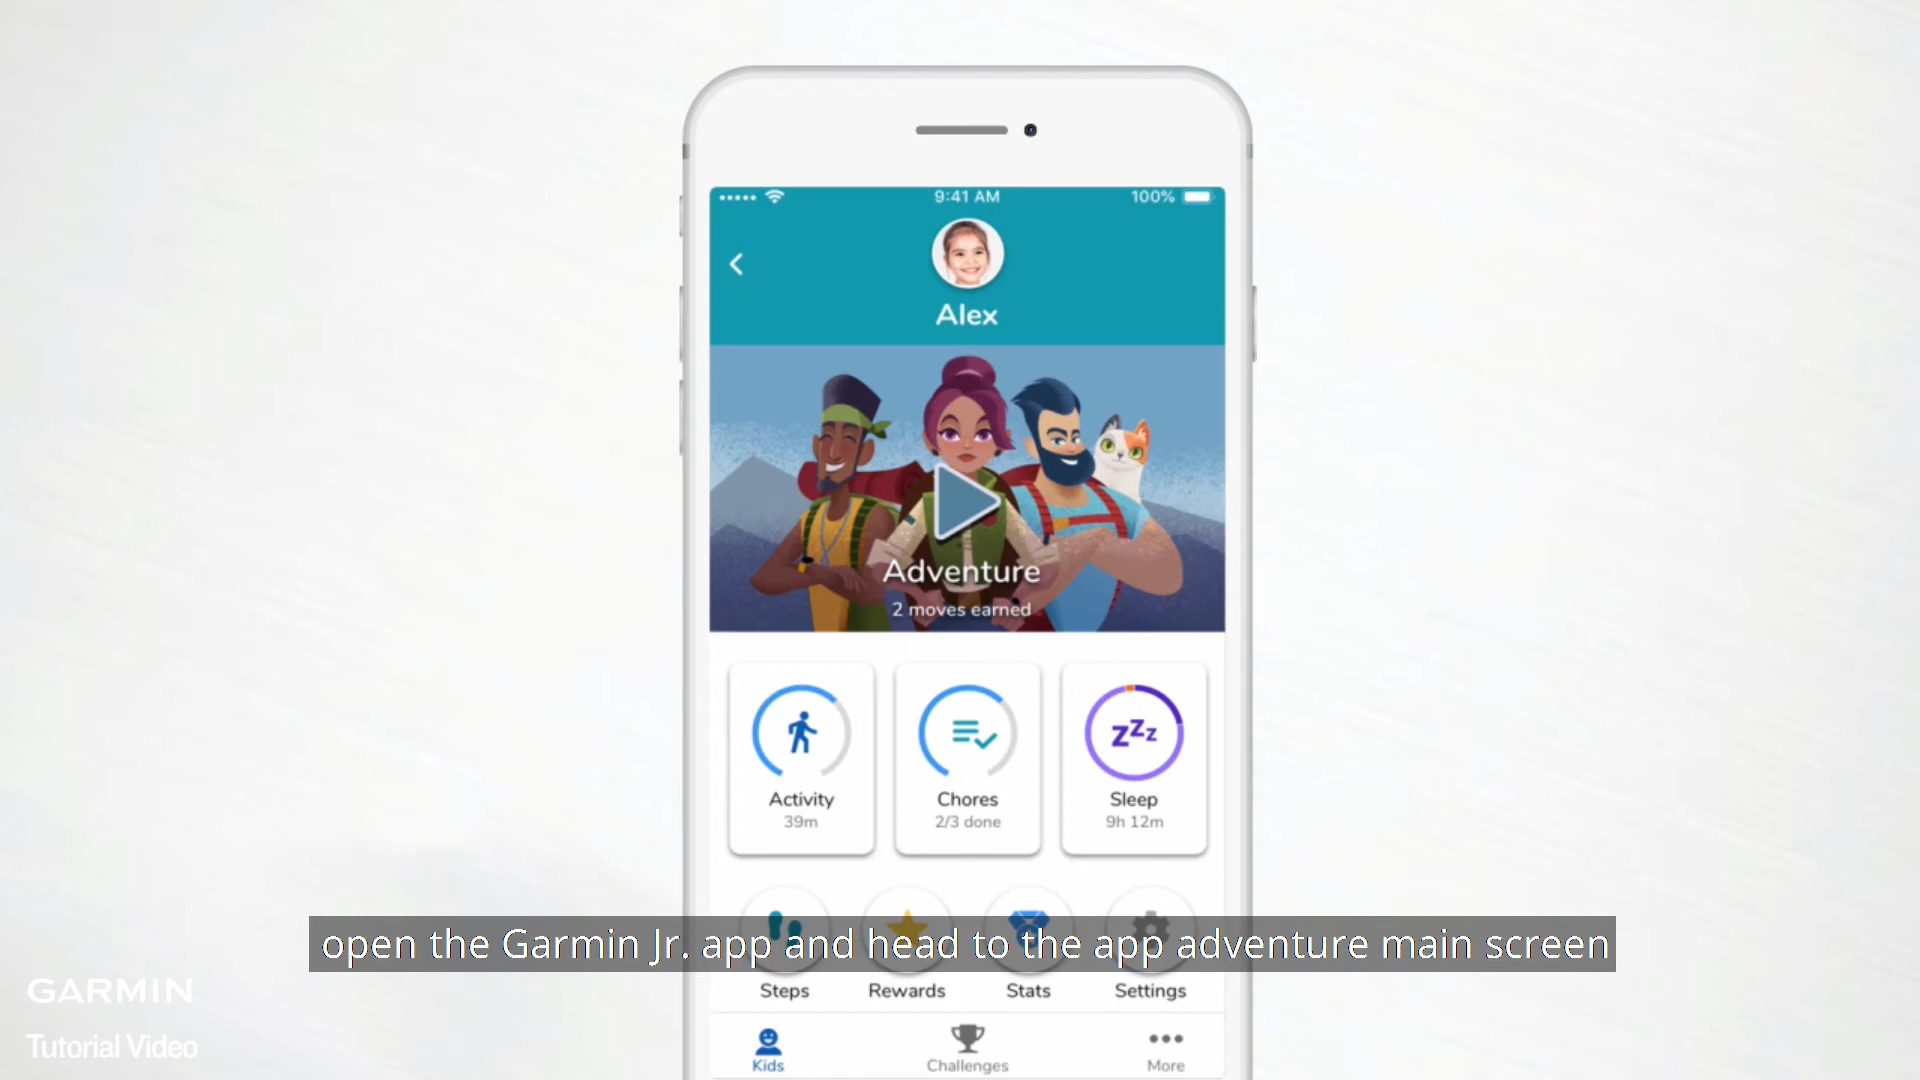 9:41 AM
100%
Alex
Adventure
2 moves earned
Activity
39m
Chores
2/3 done
zzz
Sleep
9h 12m
open the Garmin Jr. app and head to the app adventure main screen
Steps
Rewards
Stats
Settings
Kids
Challenges
More
GARMIN
Tutorial Video